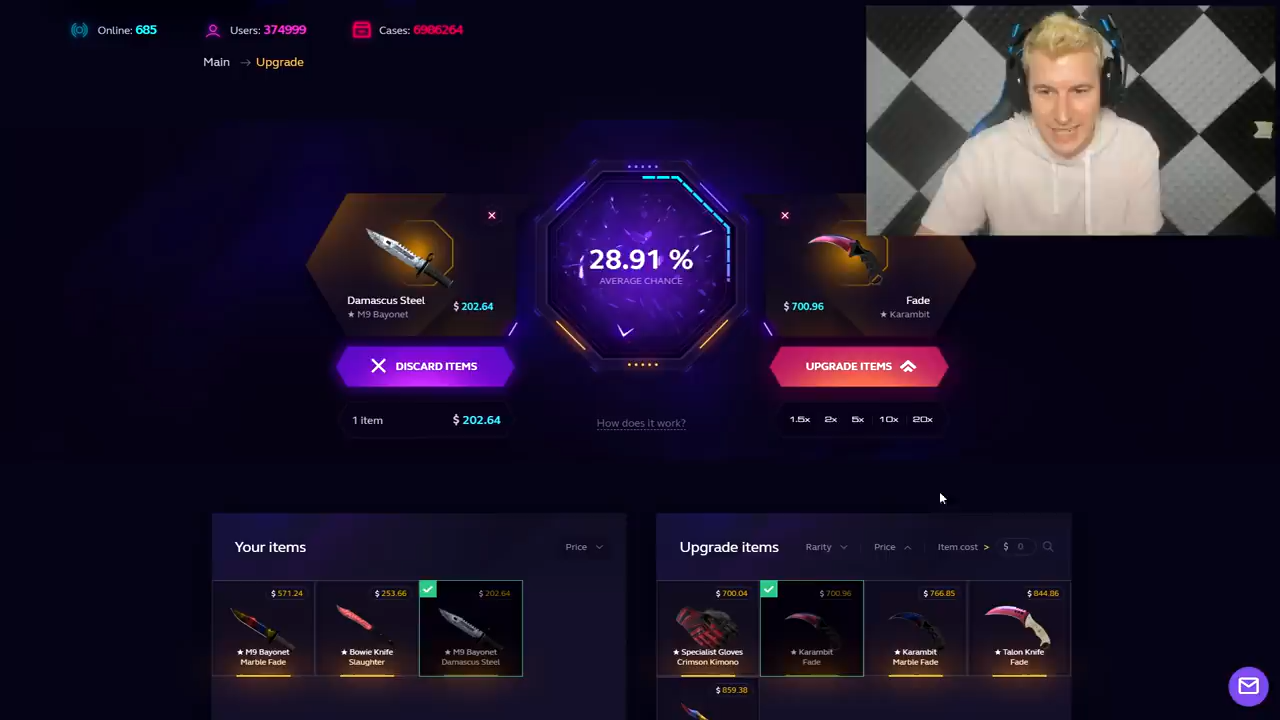 Online: 685
Users: 374999
Cases: 6986264
Main → Upgrade
28.91 %
AVERAGE CHANCE
Damascus Steel
★ M9 Bayonet
$ 202.64
$ 700.96
Fade
★ Karambit
DISCARD ITEMS
UPGRADE ITEMS
1 item
$ 202.64
How does it work?
1.5x 2x 5x 10x 20x
Your items
Price
Upgrade items
Rarity
Price
Item cost > $ 0
$ 571.24
★ M9 Bayonet
Marble Fade
$ 253.66
★ Bowie Knife
Slaughter
$ 202.64
★ M9 Bayonet
Damascus Steel
$ 700.04
★ Specialist Gloves
Crimson Kimono
$ 700.96
★ Karambit
Fade
$ 766.85
★ Karambit
Marble Fade
$ 844.86
★ Talon Knife
Fade
$ 859.38